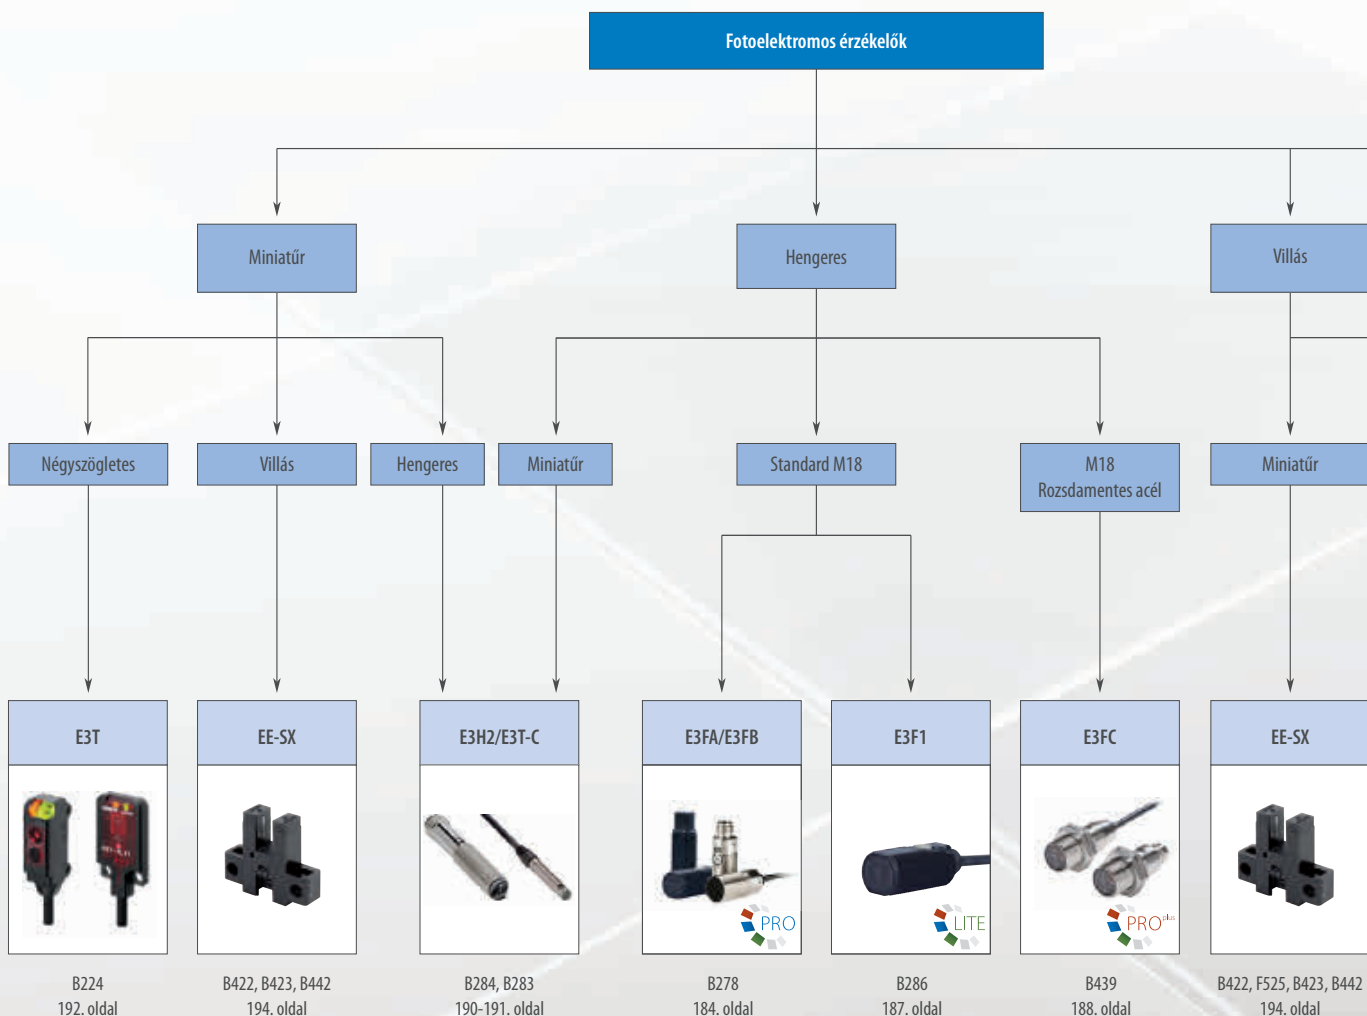 Fotoelektromos érzékelők
Miniatűr
Hengeres
Villás
Négyszögletes
Villás
Hengeres
Miniatűr
Standard M18
M18
Rozsdamentes acél
Miniatűr
E3T
EE-SX
E3H2/E3T-C
E3FA/E3FB
E3F1
E3FC
EE-SX
PRO
LITE
PROplus
B224
192. oldal
B422, B423, B442
194. oldal
B284, B283
190-191. oldal
B278
184. oldal
B286
187. oldal
B439
188. oldal
B422, F525, B423, B442
194. oldal